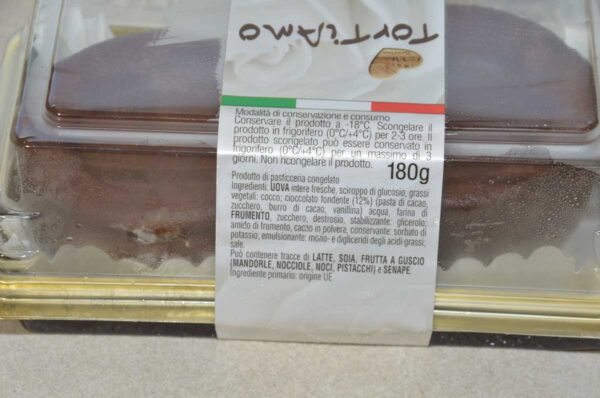 TORTIAMO
Modalità di conservazione e consumo
Conservare il prodotto a -18°C. Scongelare il
prodotto in frigorifero (0°C/+4°C) per 2-3 ore. Il
prodotto scongelato può essere conservato in
frigorifero (0°C/+4°C) per un massimo di 3
giorni. Non ricongelare il prodotto.
180g
Prodotto di pasticceria congelato
Ingredienti: UOVA intere fresche, sciroppo di glucosio, grassi
vegetali: cocco; cioccolato fondente (12%) (pasta di cacao,
zucchero, burro di cacao, vanillina) acqua, farina di
FRUMENTO, zucchero, destrosio, stabilizzante: glicerolo;
amido di frumento, cacao in polvere, conservante: sorbato di
potassio; emulsionante: mono- e digliceridi degli acidi grassi;
sale.
Può contenere tracce di LATTE, SOIA, FRUTTA A GUSCIO
(MANDORLE, NOCCIOLE, NOCI, PISTACCHI) e SENAPE.
Ingrediente primario: origine UE